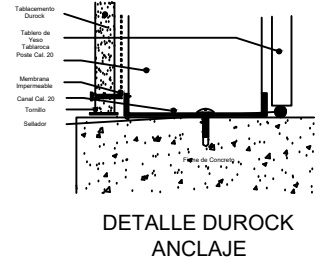 Tablacemento
Durock
Tablero de
Yeso
Tablaroca
Poste Cal. 20
Membrana
Impermeable
Canal Cal. 20
Tornillo
Sellador
Firme de Concreto
DETALLE DUROCK
ANCLAJE